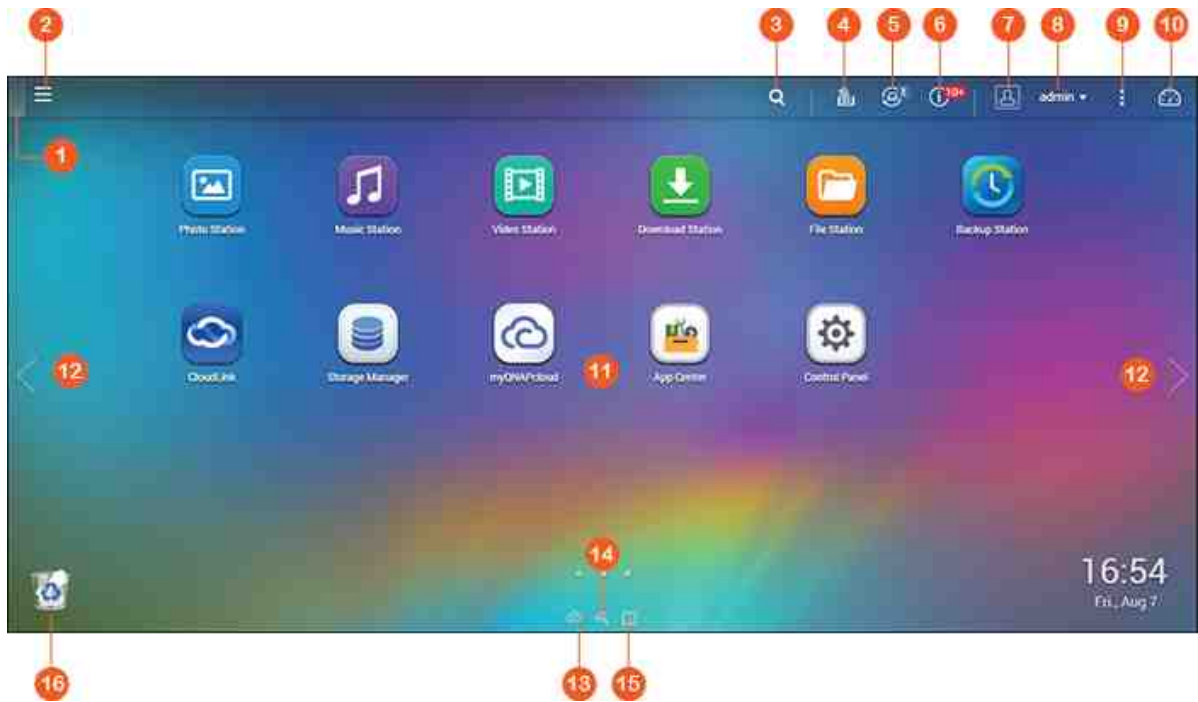 2
3
4
5
6
7
8
9
10
10+
admin
1
Photo Station
Music Station
Video Station
Download Station
File Station
Backup Station
12
CloudLink
Storage Manager
myQNAPcloud
11
App Center
Control Panel
12
14
16:54
Fri., Aug 7
16
13
15